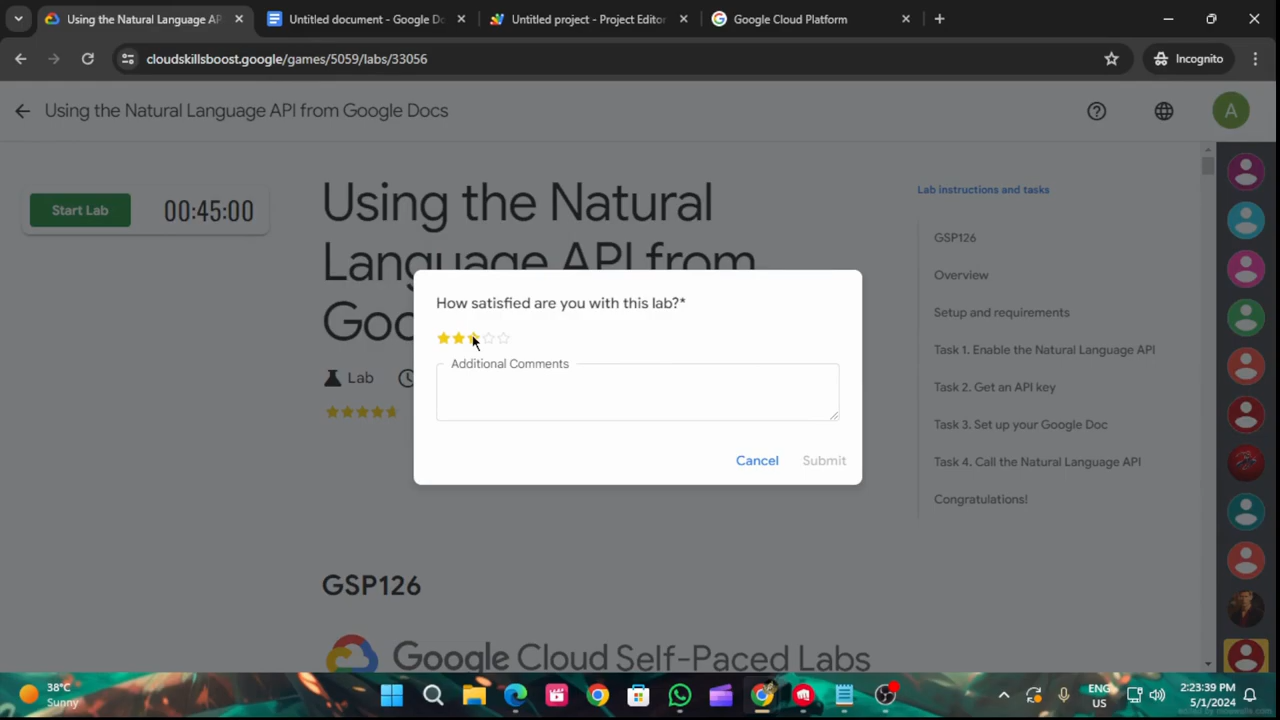 Using the Natural Language AP
Untitled document - Google Do
Untitled project - Project Editor
Google Cloud Platform
cloudskillsboost.google/games/5059/labs/33056
Incognito
Using the Natural Language API from Google Docs
A
Start Lab
00:45:00
Using the Natural
Language API from
Goo
Lab
Lab instructions and tasks
GSP126
Overview
Setup and requirements
Task 1. Enable the Natural Language API
Task 2. Get an API key
Task 3. Set up your Google Doc
Task 4. Call the Natural Language API
Congratulations!
How satisfied are you with this lab?*
Additional Comments
Cancel
Submit
GSP126
Google Cloud Self-Paced Labs
38°C
Sunny
ENG
US
2:23:39 PM
5/1/2024